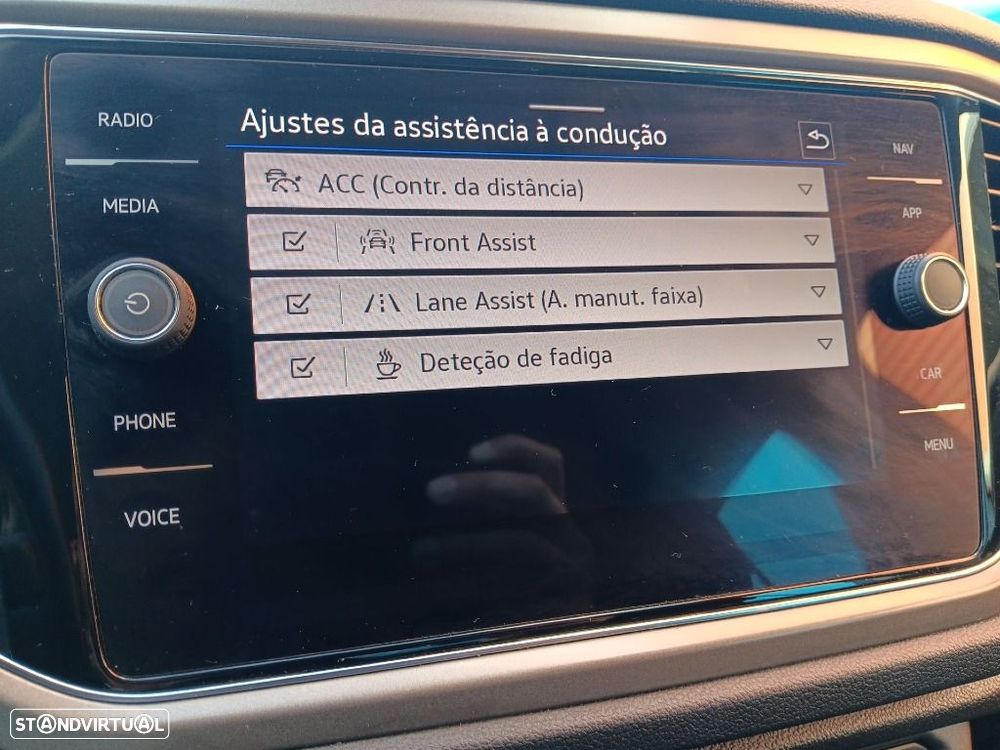 RADIO
MEDIA
PHONE
VOICE
Ajustes da assistência à condução
ACC (Contr. da distância)
Front Assist
Lane Assist (A. manut. faixa)
Deteção de fadiga
NAV
APP
CAR
MENU
STANDVIRTUAL